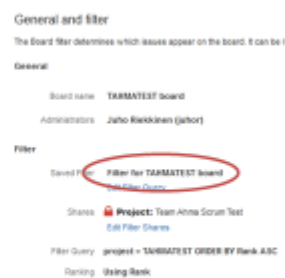 General and filter
The Board filter determines which issues appear on the board. It can be
General
Board name TAHMATEST board
Administrators Juho Riekkinen (juhor)
Filter
Saved Filter Filter for TAHMATEST board
Edit Filter Query
Shares Project: Team Ahma Scrum Test
Edit Filter Shares
Filter Query project = TAHMATEST ORDER BY Rank ASC
Ranking Using Rank